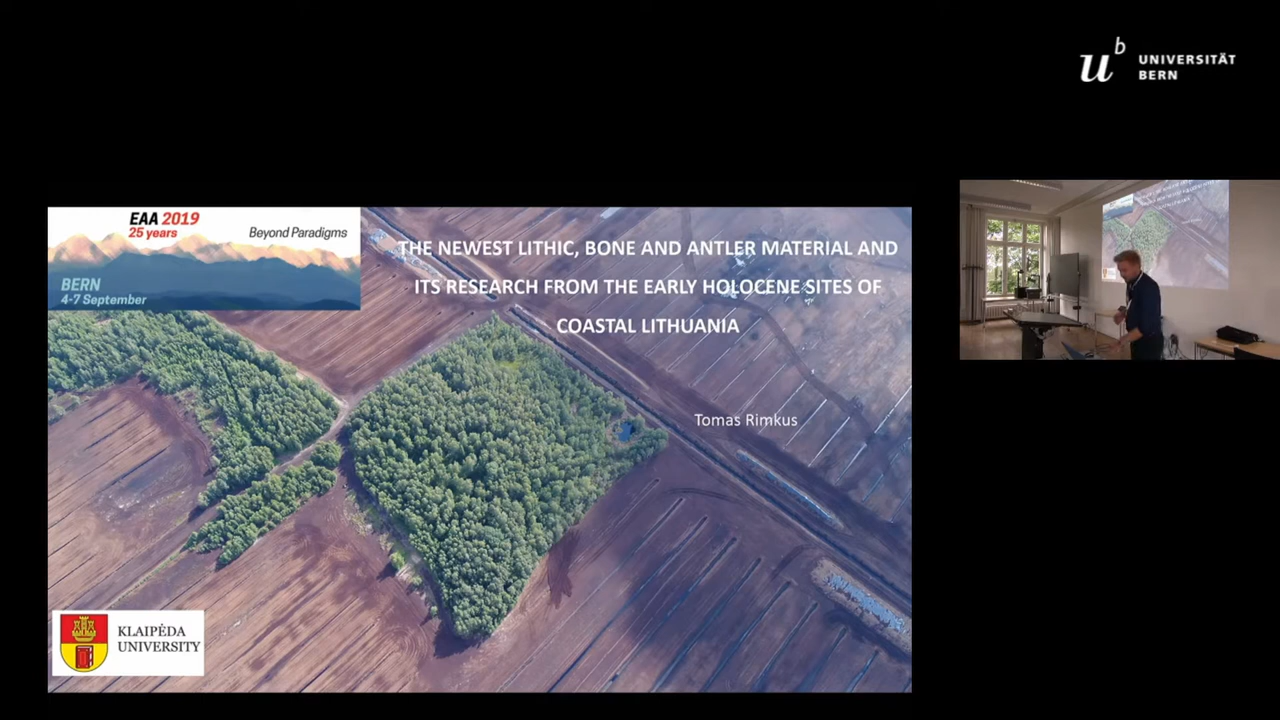 u^b
UNIVERSITÄT
BERN
EAA 2019
25 years
Beyond Paradigms
BERN
4-7 September
THE NEWEST LITHIC, BONE AND ANTLER MATERIAL AND
ITS RESEARCH FROM THE EARLY HOLOCENE SITES OF
COASTAL LITHUANIA
Tomas Rimkus
KLAIPĖDA
UNIVERSITY